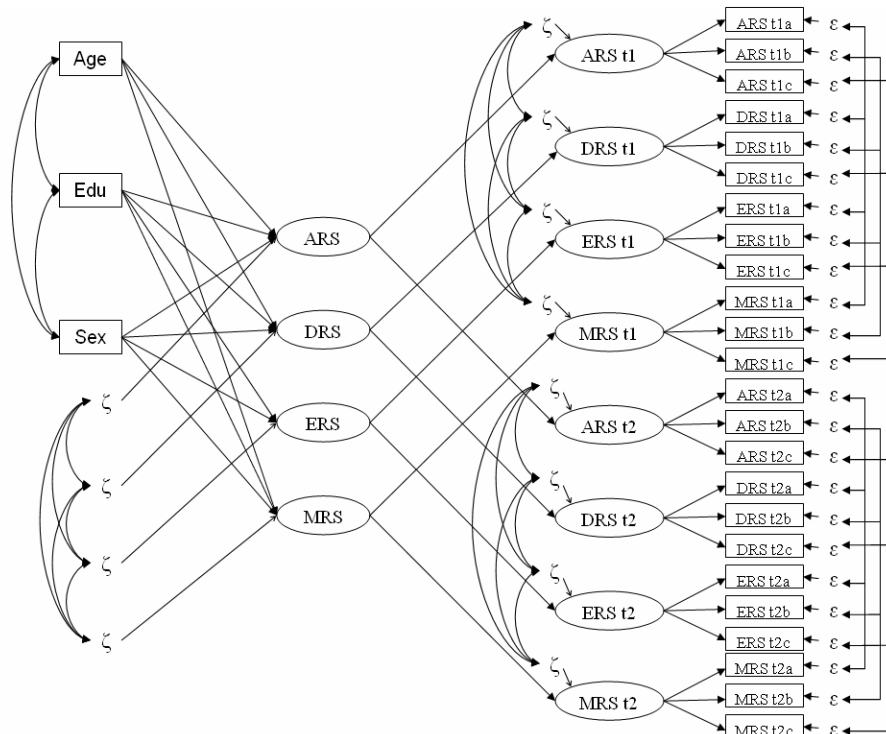 Age
Edu
Sex
ζ
ζ
ζ
ζ
ARS
DRS
ERS
MRS
ζ
ARS t1
ζ
DRS t1
ζ
ERS t1
ζ
MRS t1
ζ
ARS t2
ζ
DRS t2
ζ
ERS t2
ζ
MRS t2
ARS t1a ε
ARS t1b ε
ARS t1c ε
DRS t1a ε
DRS t1b ε
DRS t1c ε
ERS t1a ε
ERS t1b ε
ERS t1c ε
MRS t1a ε
MRS t1b ε
MRS t1c ε
ARS t2a ε
ARS t2b ε
ARS t2c ε
DRS t2a ε
DRS t2b ε
DRS t2c ε
ERS t2a ε
ERS t2b ε
ERS t2c ε
MRS t2a ε
MRS t2b ε
MRS t2c ε